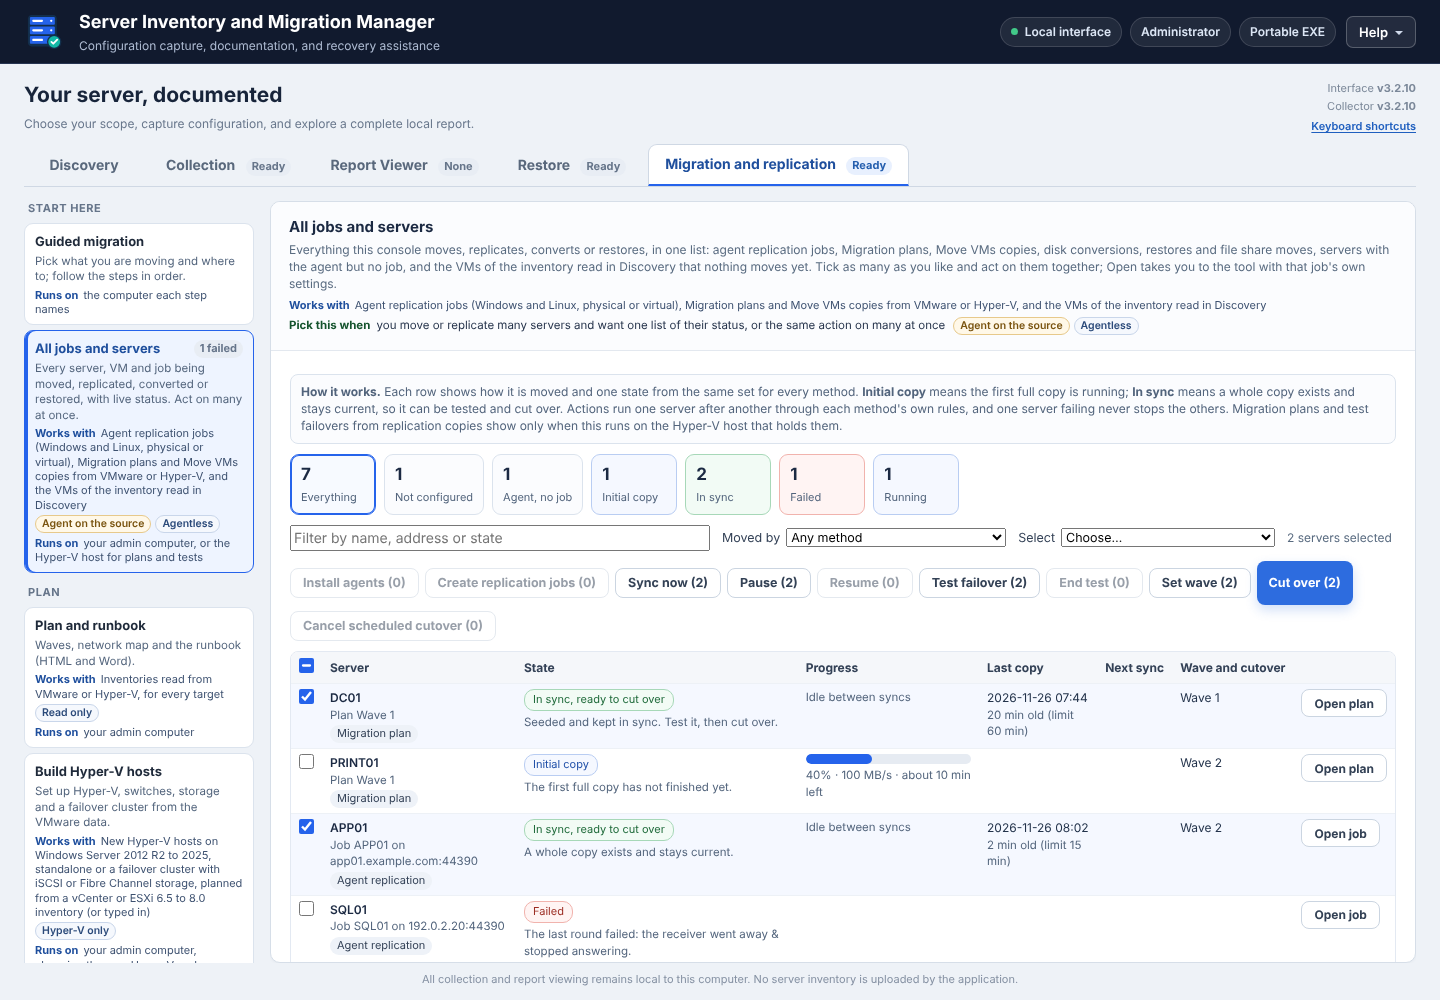 Server Inventory and Migration Manager
Configuration capture, documentation, and recovery assistance
Local interface
Administrator
Portable EXE
Help
Your server, documented
Choose your scope, capture configuration, and explore a complete local report.
Interface v3.2.10
Collector v3.2.10
Keyboard shortcuts
Discovery
Collection Ready
Report Viewer None
Restore Ready
Migration and replication Ready
START HERE
Guided migration
Pick what you are moving and where
to; follow the steps in order.
Runs on the computer each step
names
All jobs and servers 1 failed
Every server, VM and job being
moved, replicated, converted or
restored, with live status. Act on many
at once.
Works with Agent replication jobs
(Windows and Linux, physical or
virtual), Migration plans and Move VMs
copies from VMware or Hyper-V, and
the VMs of the inventory read in
Discovery
Agent on the source Agentless
Runs on your admin computer, or the
Hyper-V host for plans and tests
PLAN
Plan and runbook
Waves, network map and the runbook
(HTML and Word).
Works with Inventories read from
VMware or Hyper-V, for every target
Read only
Runs on your admin computer
Build Hyper-V hosts
Set up Hyper-V, switches, storage
and a failover cluster from the
VMware data.
Works with New Hyper-V hosts on
Windows Server 2012 R2 to 2025,
standalone or a failover cluster with
iSCSI or Fibre Channel storage, planned
from a vCenter or ESXi 6.5 to 8.0
inventory (or typed in)
Hyper-V only
Runs on your admin computer,
All jobs and servers
Everything this console moves, replicates, converts or restores, in one list: agent replication jobs, Migration plans, Move VMs copies, disk conversions, restores and file share moves, servers with
the agent but no job, and the VMs of the inventory read in Discovery that nothing moves yet. Tick as many as you like and act on them together; Open takes you to the tool with that job's own
settings.
Works with Agent replication jobs (Windows and Linux, physical or virtual), Migration plans and Move VMs copies from VMware or Hyper-V, and the VMs of the inventory read in Discovery
Pick this when you move or replicate many servers and want one list of their status, or the same action on many at once Agent on the source Agentless
How it works. Each row shows how it is moved and one state from the same set for every method. Initial copy means the first full copy is running; In sync means a whole copy exists and
stays current, so it can be tested and cut over. Actions run one server after another through each method's own rules, and one server failing never stops the others. Migration plans and test
failovers from replication copies show only when this runs on the Hyper-V host that holds them.
7 Everything
1 Not configured
1 Agent, no job
1 Initial copy
2 In sync
1 Failed
1 Running
Filter by name, address or state
Moved by Any method
Select Choose...
2 servers selected
Install agents (0)
Create replication jobs (0)
Sync now (2)
Pause (2)
Resume (0)
Test failover (2)
End test (0)
Set wave (2)
Cut over (2)
Cancel scheduled cutover (0)
Server State Progress Last copy Next sync Wave and cutover
DC01
Plan Wave 1
Migration plan
In sync, ready to cut over
Seeded and kept in sync. Test it, then cut over.
Idle between syncs
2026-11-26 07:44
20 min old (limit
60 min)
Wave 1
Open plan
PRINT01
Plan Wave 1
Migration plan
Initial copy
The first full copy has not finished yet.
40% · 100 MB/s · about 10 min
left
Wave 2
Open plan
APP01
Job APP01 on
app01.example.com:44390
Agent replication
In sync, ready to cut over
A whole copy exists and stays current.
Idle between syncs
2026-11-26 08:02
2 min old (limit 15
min)
Wave 2
Open job
SQL01
Job SQL01 on 192.0.2.20:44390
Agent replication
Failed
The last round failed: the receiver went away &
stopped answering.
Open job
All collection and report viewing remains local to this computer. No server inventory is uploaded by the application.